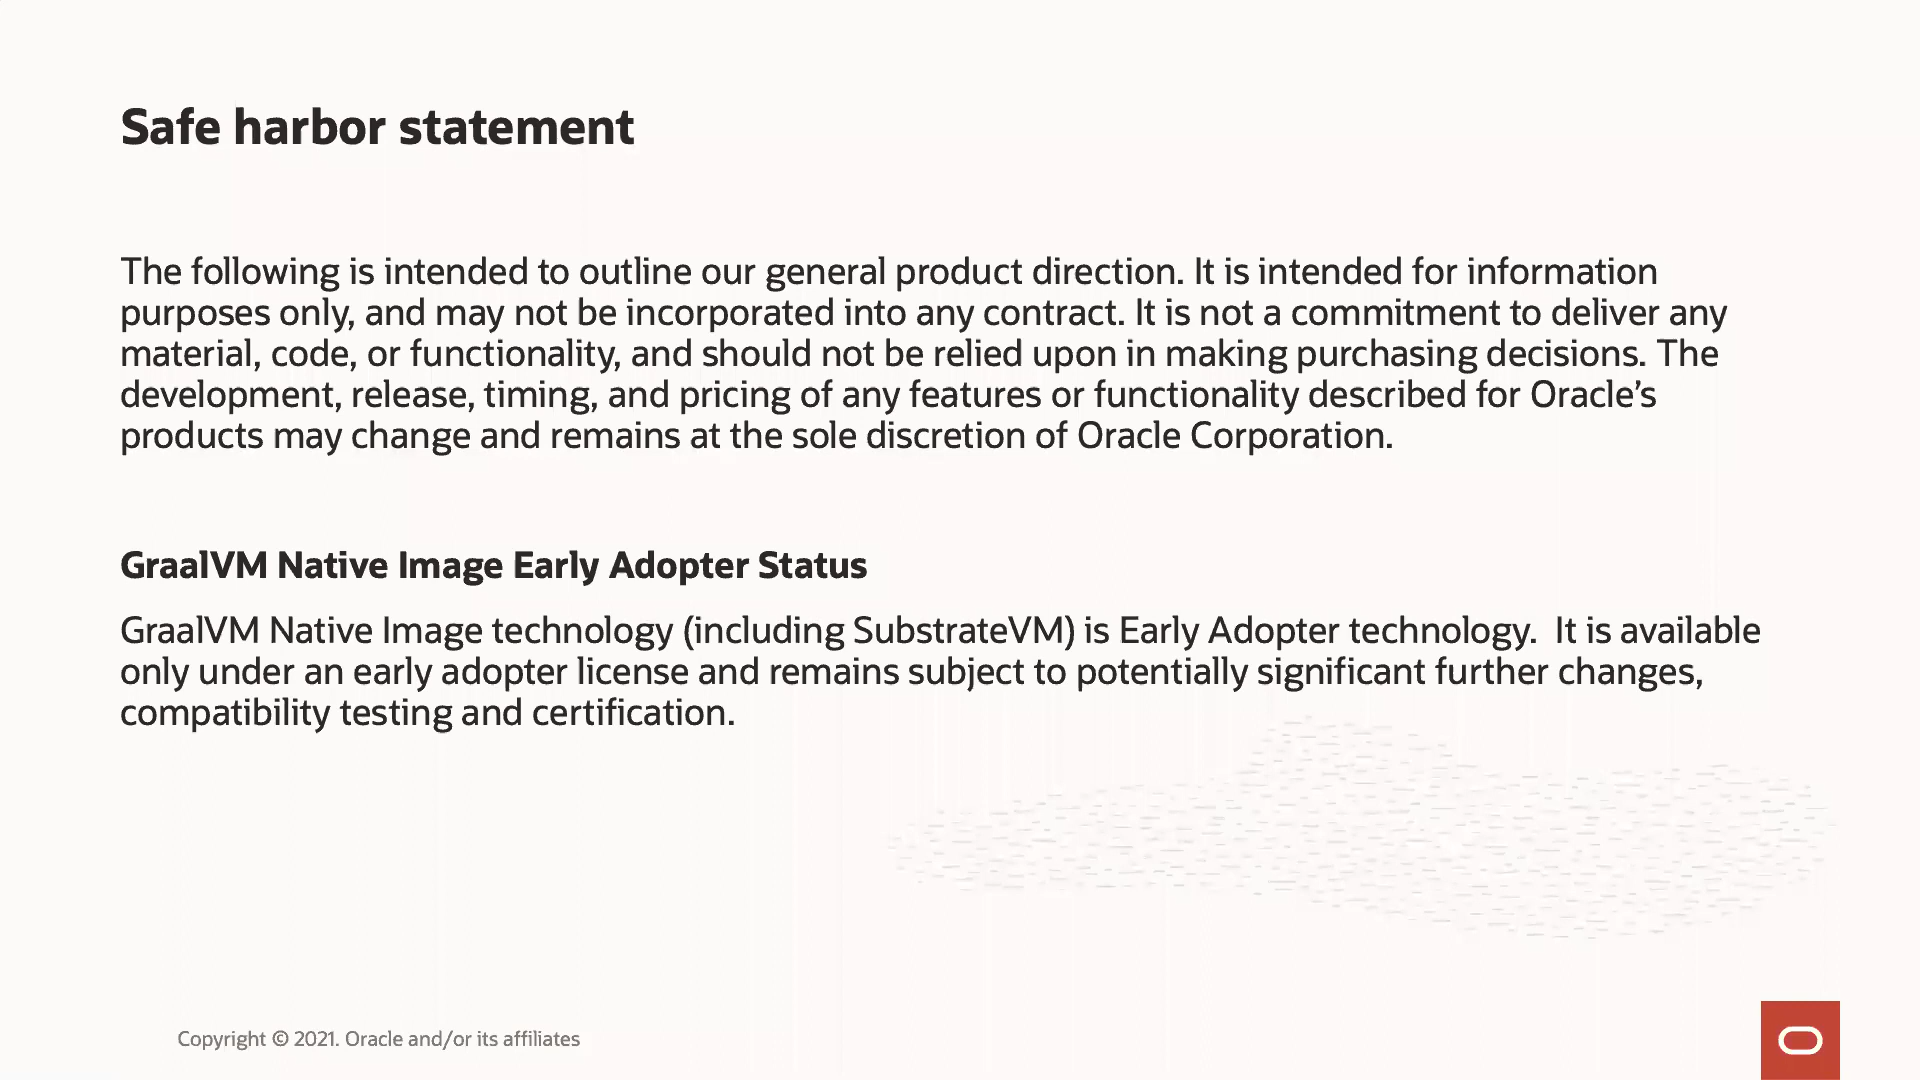 Safe harbor statement
The following is intended to outline our general product direction. It is intended for information
purposes only, and may not be incorporated into any contract. It is not a commitment to deliver any
material, code, or functionality, and should not be relied upon in making purchasing decisions. The
development, release, timing, and pricing of any features or functionality described for Oracle’s
products may change and remains at the sole discretion of Oracle Corporation.
GraalVM Native Image Early Adopter Status
GraalVM Native Image technology (including SubstrateVM) is Early Adopter technology.  It is available
only under an early adopter license and remains subject to potentially significant further changes,
compatibility testing and certification.
Copyright © 2021. Oracle and/or its affiliates